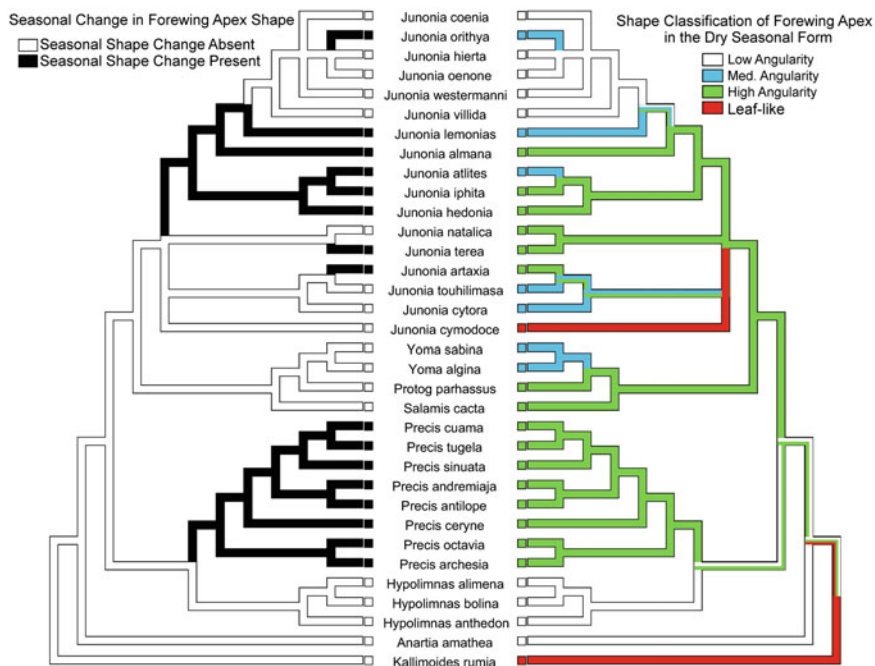 Seasonal Change in Forewing Apex Shape
Seasonal Shape Change Absent
Seasonal Shape Change Present
Shape Classification of Forewing Apex
in the Dry Seasonal Form
Low Angularity
Med. Angularity
High Angularity
Leaf-like
Junonia coenia
Junonia orithya
Junonia hierta
Junonia oenone
Junonia westermanni
Junonia villida
Junonia lemonias
Junonia almana
Junonia atlites
Junonia iphita
Junonia hedonia
Junonia natalica
Junonia terea
Junonia artaxia
Junonia touhilimasa
Junonia cytora
Junonia cymodoce
Yoma sabina
Yoma algina
Protog parhassus
Salamis cacta
Precis cuama
Precis tugela
Precis sinuata
Precis andremiaja
Precis antilope
Precis ceryne
Precis octavia
Precis archesia
Hypolimnas alimena
Hypolimnas bolina
Hypolimnas anthedon
Anartia amathea
Kallimoides rumia